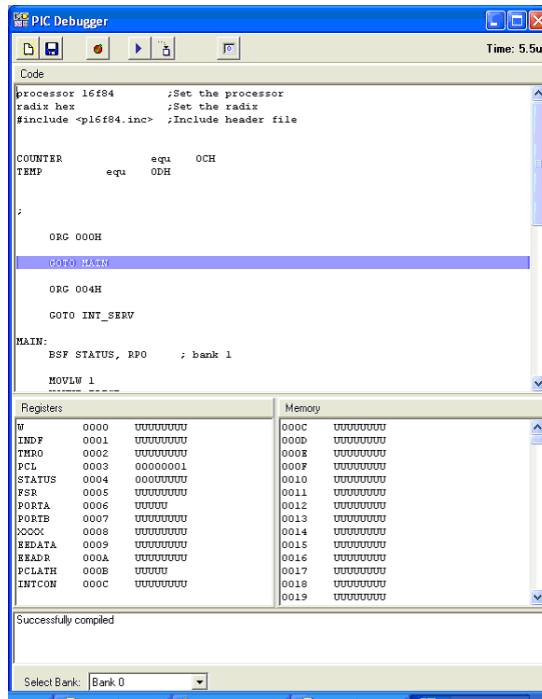 PIC Debugger
Time: 5.5u
Code
processor 16f84 ;Set the processor
radix hex ;Set the radix
#include <p16f84.inc> ;Include header file
COUNTER equ 0CH
TEMP equ 0DH
;
ORG 000H
GOTO MAIN
ORG 004H
GOTO INT_SERV
MAIN:
BSF STATUS, RP0 ; bank 1
MOVLW 1
Registers Memory
W 0000 UUUUUUUU 000C UUUUUUUU
INDF 0001 UUUUUUUU 000D UUUUUUUU
TMR0 0002 UUUUUUUU 000E UUUUUUUU
PCL 0003 00000001 000F UUUUUUUU
STATUS 0004 000UUUUU 0010 UUUUUUUU
FSR 0005 UUUUUUUU 0011 UUUUUUUU
PORTA 0006 UUUUU 0012 UUUUUUUU
PORTB 0007 UUUUUUUU 0013 UUUUUUUU
XXXX 0008 UUUUUUUU 0014 UUUUUUUU
EEDATA 0009 UUUUUUUU 0015 UUUUUUUU
EEADR 000A UUUUUUUU 0016 UUUUUUUU
PCLATH 000B UUUUU 0017 UUUUUUUU
INTCON 000C UUUUUUUU 0018 UUUUUUUU
0019 UUUUUUUU
Successfully compiled
Select Bank: Bank 0